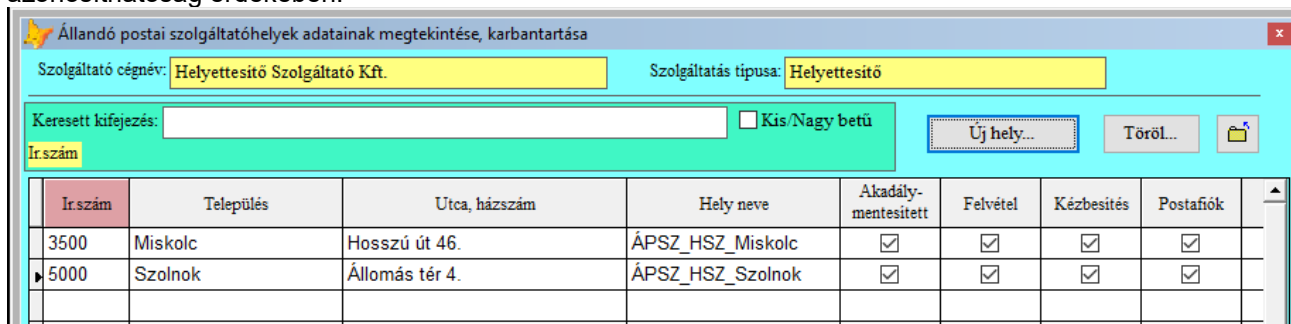 azonosíthatóság érdekében.
Állandó postai szolgáltatóhelyek adatainak megtekintése, karbantartása
Szolgáltató cégnév: Helyettesítő Szolgáltató Kft. Szolgáltatás típusa: Helyettesítő
Keresett kifejezés: Kis/Nagy betű Új hely... Töröl...
Ir.szám
Ir.szám Település Utca, házszám Hely neve Akadály-mentesített Felvétel Kézbesítés Postafiók
3500 Miskolc Hosszú út 46. ÁPSZ_HSZ_Miskolc
5000 Szolnok Állomás tér 4. ÁPSZ_HSZ_Szolnok